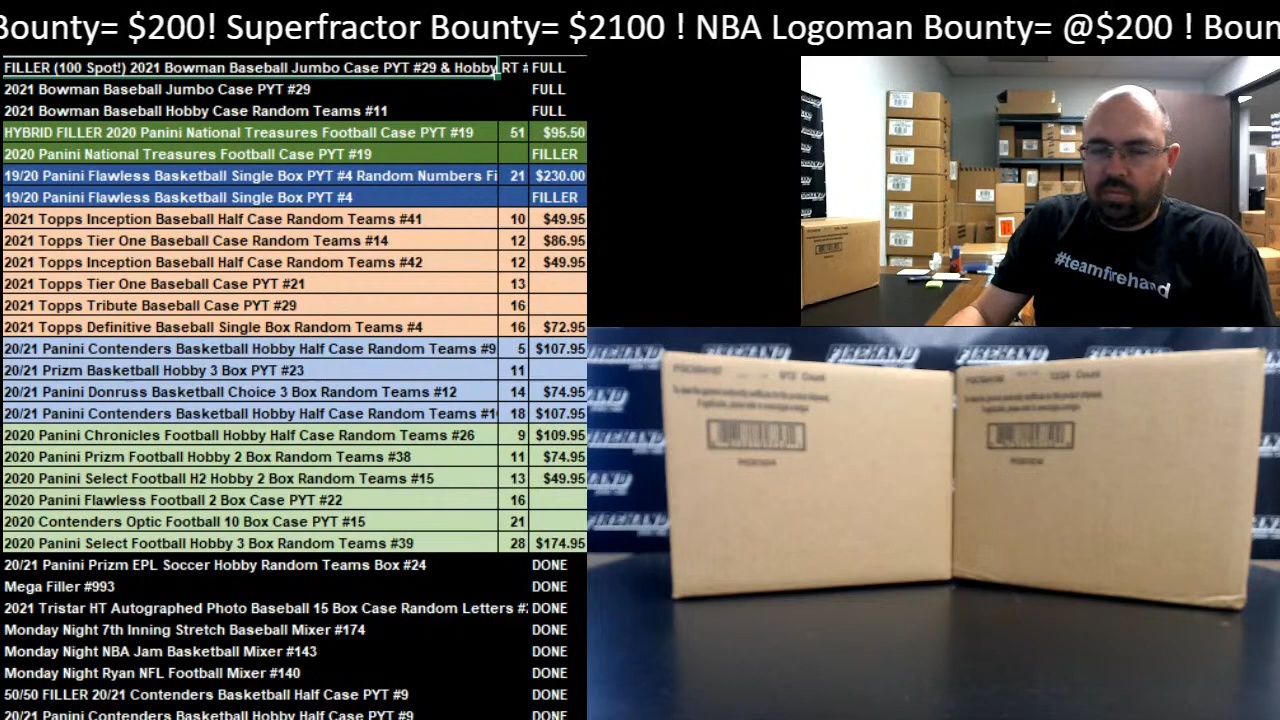 Bounty= $200! Superfractor Bounty= $2100 ! NBA Logoman Bounty= @$200 ! Boun
FILLER (100 Spot!) 2021 Bowman Baseball Jumbo Case PYT #29 & Hobby RT # FULL
2021 Bowman Baseball Jumbo Case PYT #29 FULL
2021 Bowman Baseball Hobby Case Random Teams #11 FULL
HYBRID FILLER 2020 Panini National Treasures Football Case PYT #19 51 $95.50
2020 Panini National Treasures Football Case PYT #19 FILLER
19/20 Panini Flawless Basketball Single Box PYT #4 Random Numbers Fi 21 $230.00
19/20 Panini Flawless Basketball Single Box PYT #4 FILLER
2021 Topps Inception Baseball Half Case Random Teams #41 10 $49.95
2021 Topps Tier One Baseball Case Random Teams #14 12 $86.95
2021 Topps Inception Baseball Half Case Random Teams #42 12 $49.95
2021 Topps Tier One Baseball Case PYT #21 13
2021 Topps Tribute Baseball Case PYT #29 16
2021 Topps Definitive Baseball Single Box Random Teams #4 16 $72.95
20/21 Panini Contenders Basketball Hobby Half Case Random Teams #9 5 $107.95
20/21 Prizm Basketball Hobby 3 Box PYT #23 11
20/21 Panini Donruss Basketball Choice 3 Box Random Teams #12 14 $74.95
20/21 Panini Contenders Basketball Hobby Half Case Random Teams #1 18 $107.95
2020 Panini Chronicles Football Hobby Half Case Random Teams #26 9 $109.95
2020 Panini Prizm Football Hobby 2 Box Random Teams #38 11 $74.95
2020 Panini Select Football H2 Hobby 2 Box Random Teams #15 13 $49.95
2020 Panini Flawless Football 2 Box Case PYT #22 16
2020 Contenders Optic Football 10 Box Case PYT #15 21
2020 Panini Select Football Hobby 3 Box Random Teams #39 28 $174.95
20/21 Panini Prizm EPL Soccer Hobby Random Teams Box #24 DONE
Mega Filler #993 DONE
2021 Tristar HT Autographed Photo Baseball 15 Box Case Random Letters #2 DONE
Monday Night 7th Inning Stretch Baseball Mixer #174 DONE
Monday Night NBA Jam Basketball Mixer #143 DONE
Monday Night Ryan NFL Football Mixer #140 DONE
50/50 FILLER 20/21 Contenders Basketball Half Case PYT #9 DONE
20/21 Panini Contenders Basketball Hobby Half Case PYT #9 DONE
#teamfirehand
FIREHAND
Count
Count